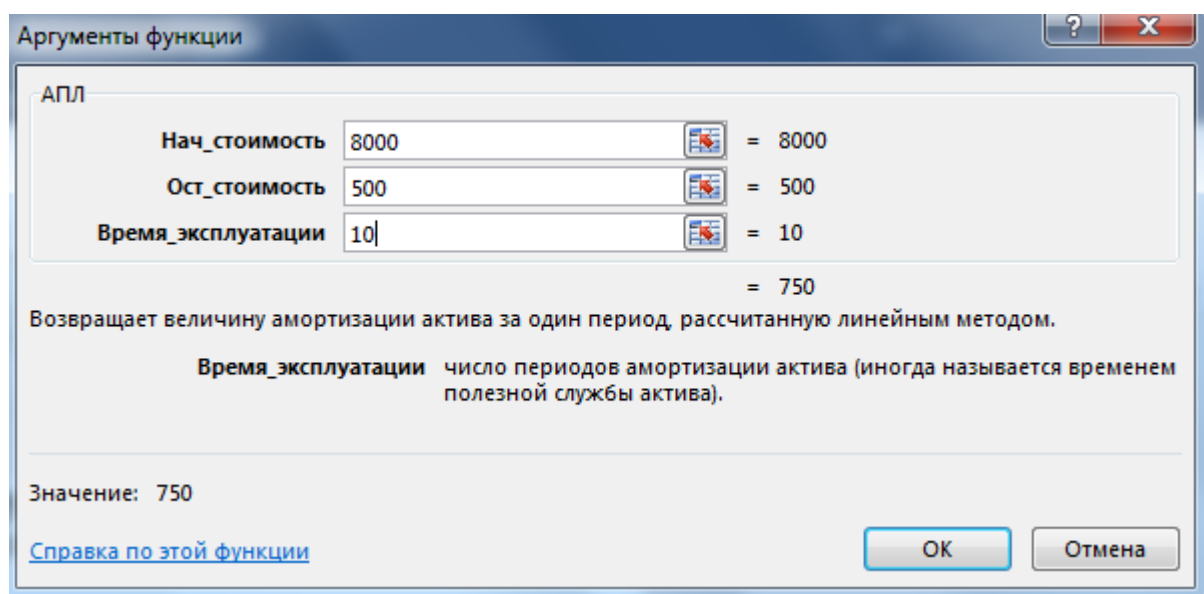 Аргументы функции
?
X
АПЛ
Нач_стоимость 8000 = 8000
Ост_стоимость 500 = 500
Время_эксплуатации 10 = 10
= 750
Возвращает величину амортизации актива за один период, рассчитанную линейным методом.
Время_эксплуатации число периодов амортизации актива (иногда называется временем
полезной службы актива).
Значение: 750
Справка по этой функции
ОК Отмена